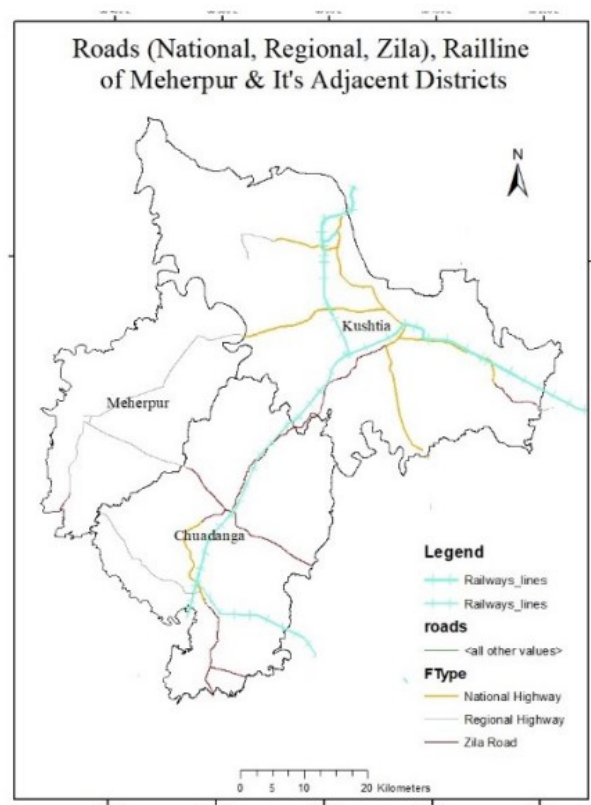 Roads (National, Regional, Zila), Railline
of Meherpur & It's Adjacent Districts
N
Kushtia
Meherpur
Chuadanga
Legend
Railways_lines
Railways_lines
roads
<all other values>
FType
National Highway
Regional Highway
Zila Road
0 5 10 20 Kilometers